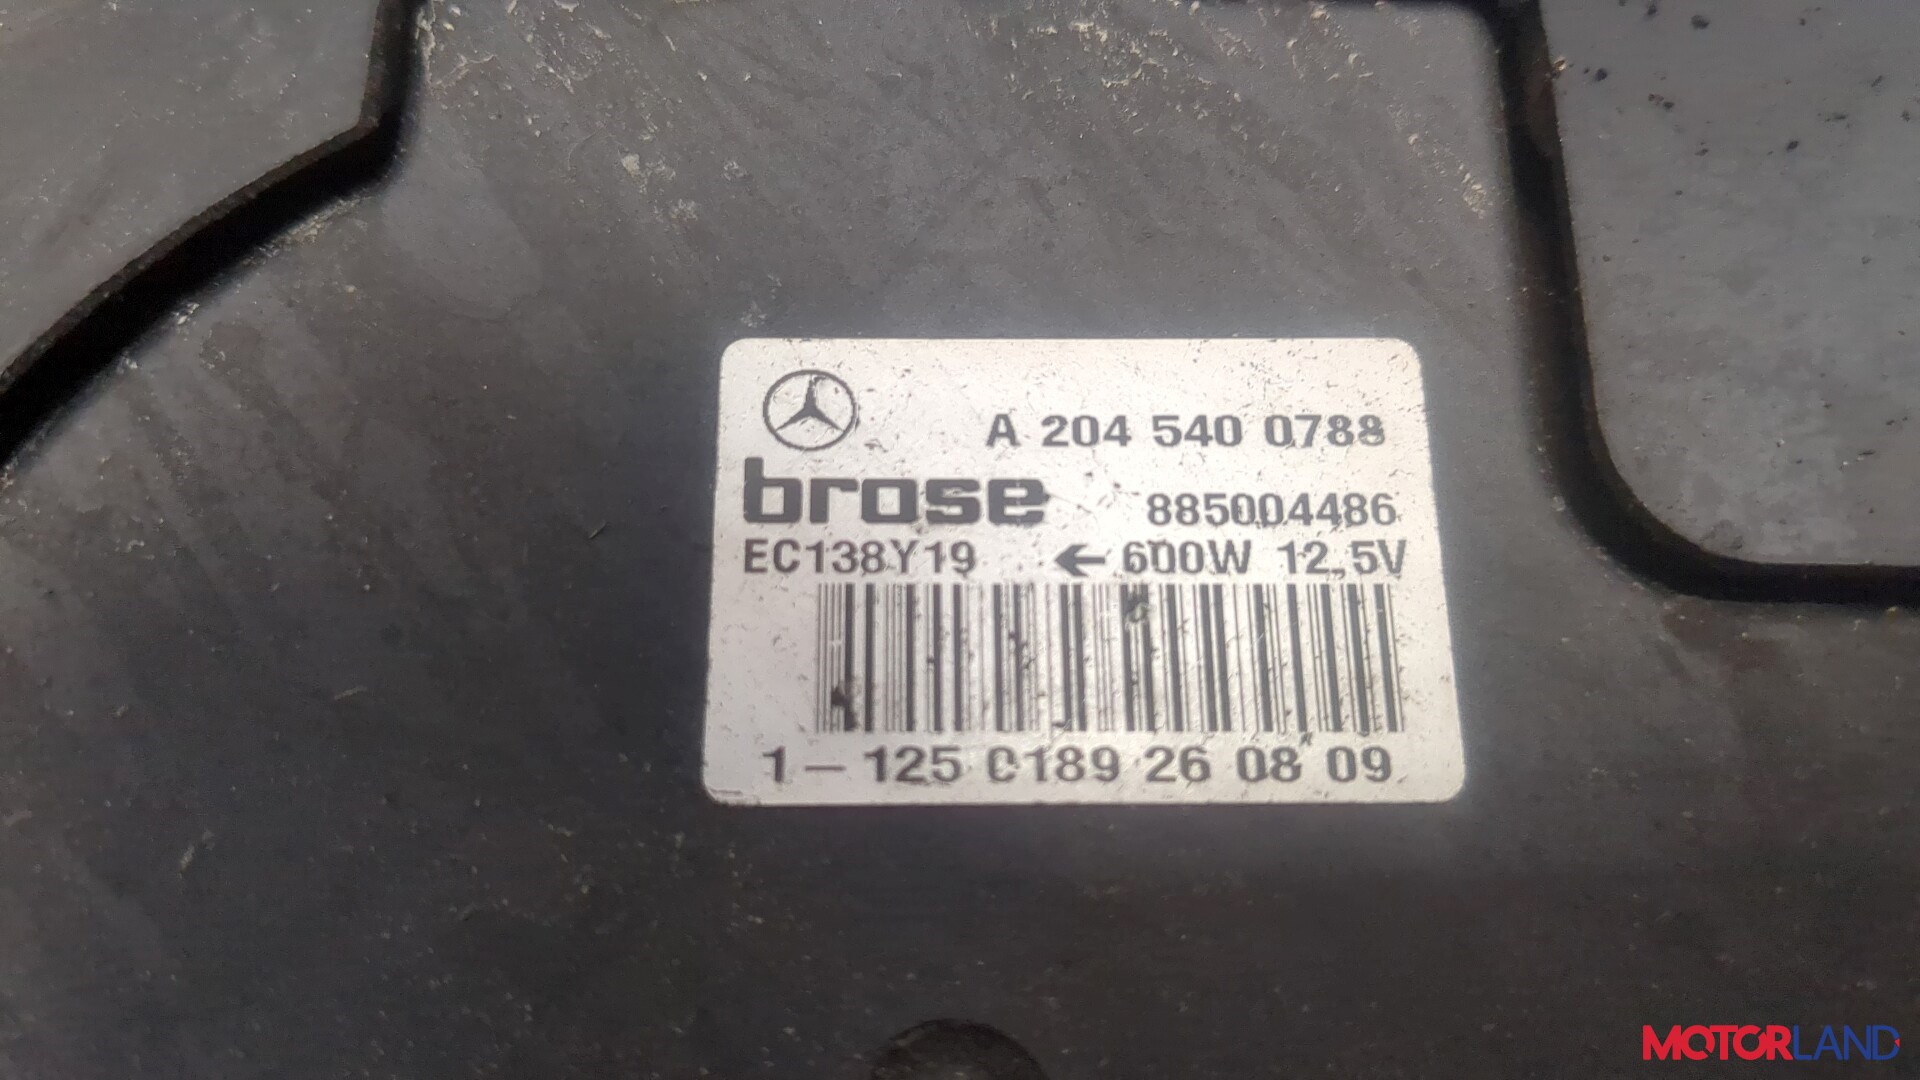 A 204 540 0788
brose 885004486
EC138Y19 ← 600W 12,5V
1 – 125 0189 26 08 09
MOTORLAND